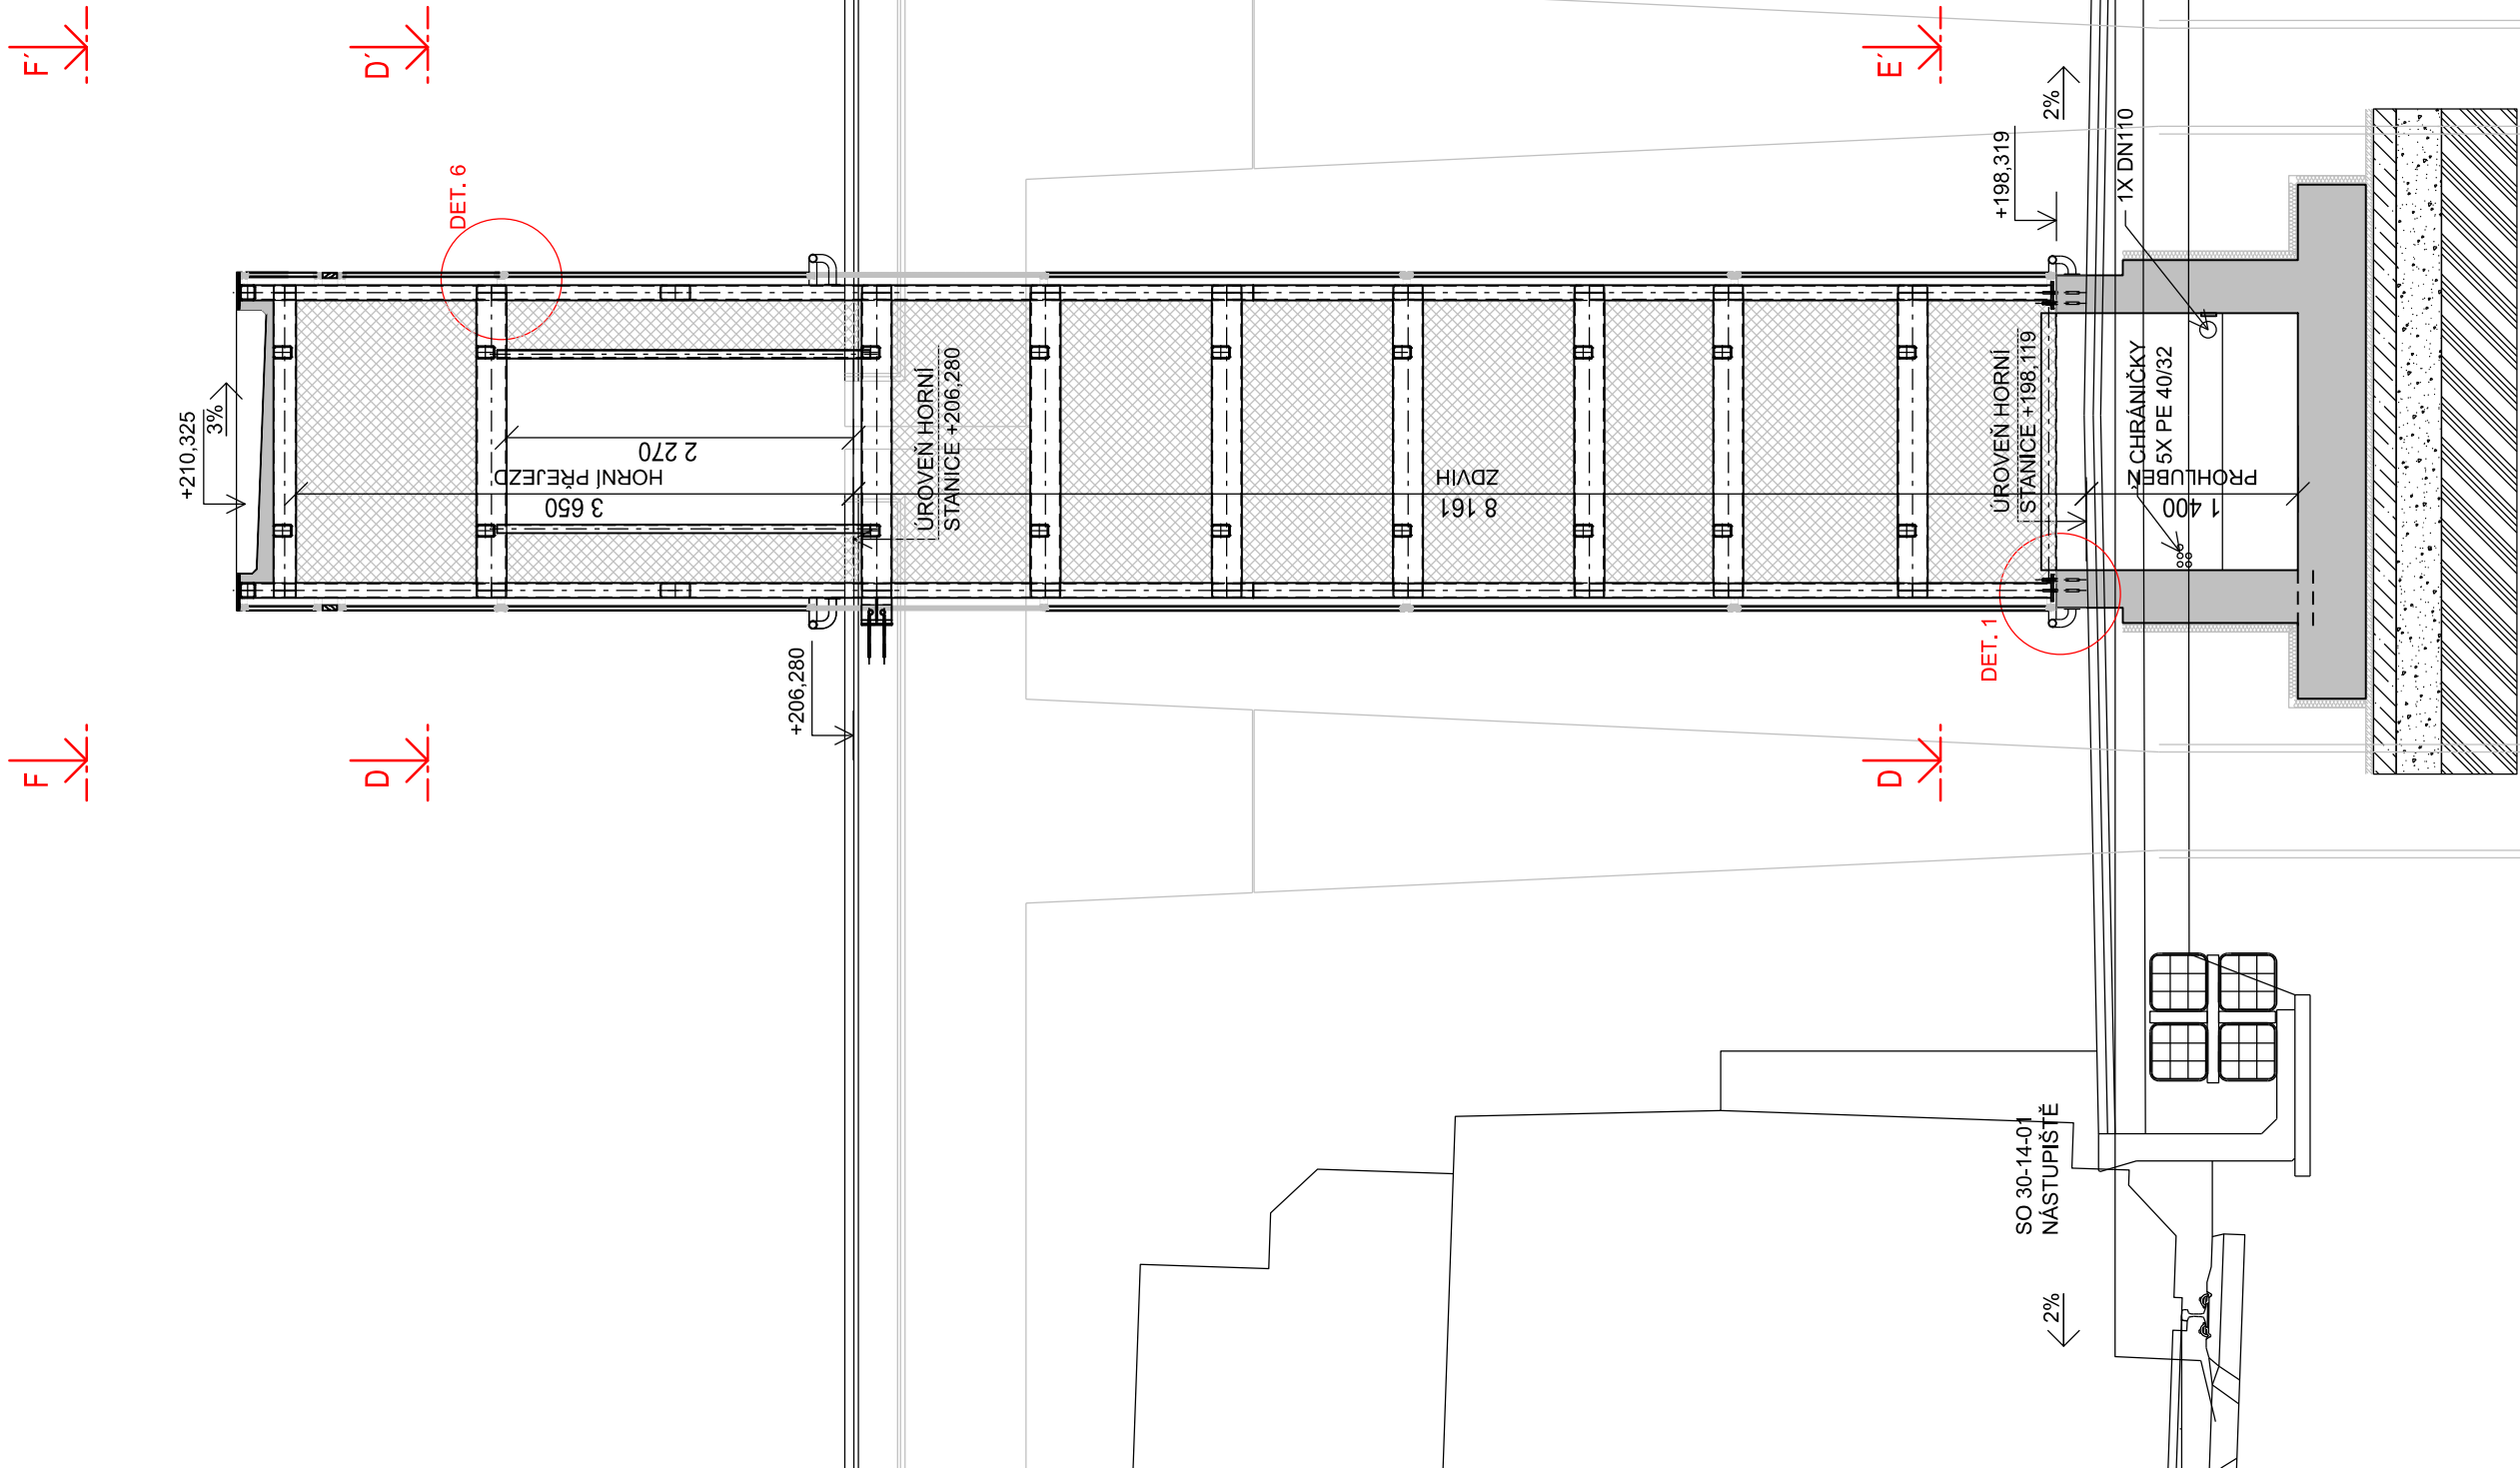 F´
D´
E´
DET. 6
+210,325
3%
2%
+198,319
1X DN110
2 270
HORNÍ PŘEJEZD
3 650
ÚROVEŇ HORNÍ
STANICE +206,280
ZDVIH
8 161
ÚROVEŇ HORNÍ
STANICE +198,119
CHRÁNIČKY
5X PE 40/32
PROHLUBEŇ
1 400
+206,280
DET. 1
F
D
D
SO 30-14-01
NÁSTUPIŠTĚ
2%